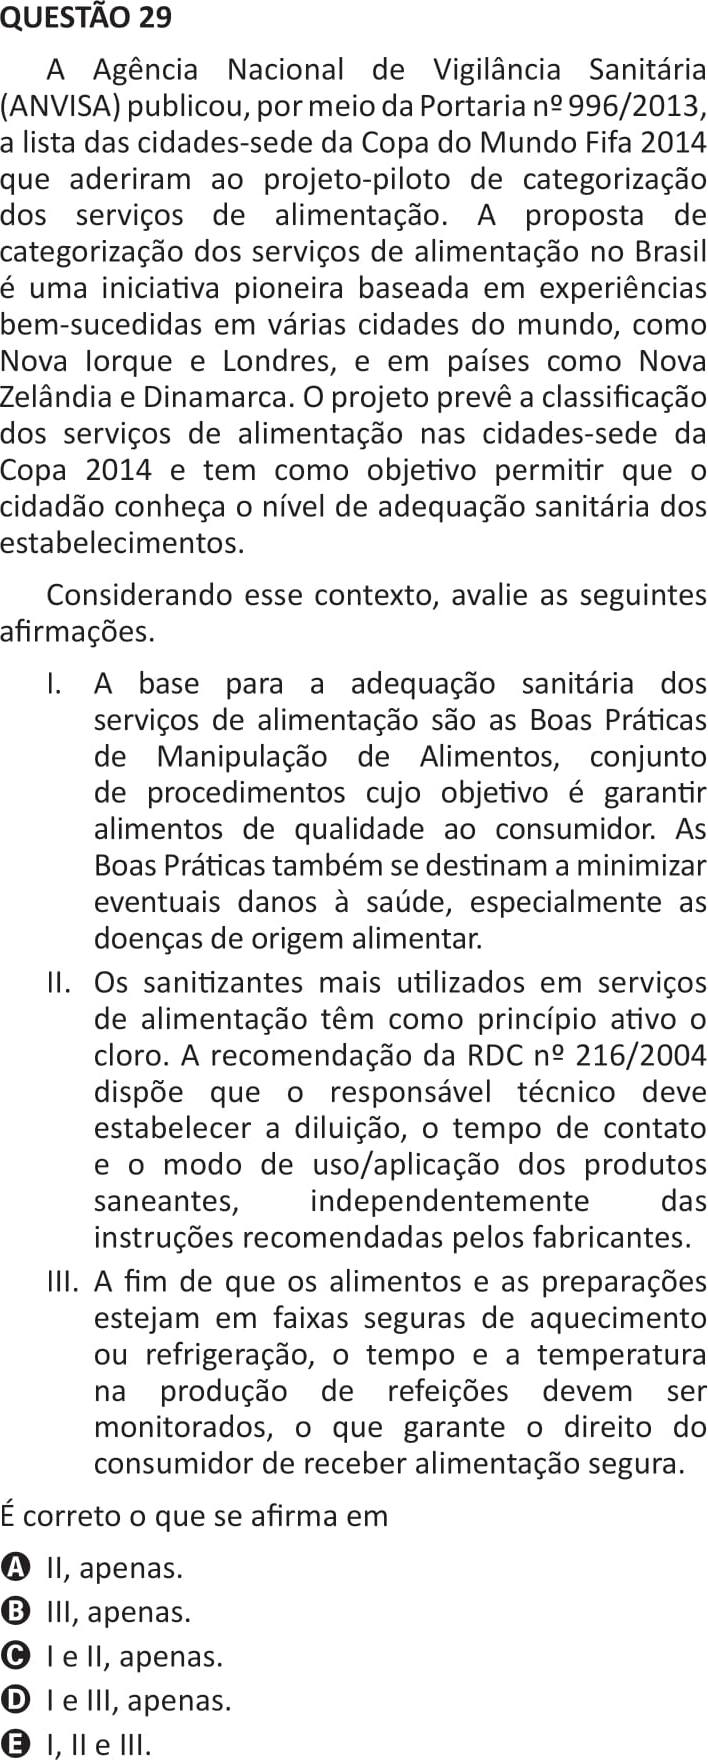 QUESTÃO 29
A Agência Nacional de Vigilância Sanitária
(ANVISA) publicou, por meio da Portaria nº 996/2013,
a lista das cidades-sede da Copa do Mundo Fifa 2014
que aderiram ao projeto-piloto de categorização
dos serviços de alimentação. A proposta de
categorização dos serviços de alimentação no Brasil
é uma iniciativa pioneira baseada em experiências
bem-sucedidas em várias cidades do mundo, como
Nova Iorque e Londres, e em países como Nova
Zelândia e Dinamarca. O projeto prevê a classificação
dos serviços de alimentação nas cidades-sede da
Copa 2014 e tem como objetivo permitir que o
cidadão conheça o nível de adequação sanitária dos
estabelecimentos.
Considerando esse contexto, avalie as seguintes
afirmações.
I. A base para a adequação sanitária dos
serviços de alimentação são as Boas Práticas
de Manipulação de Alimentos, conjunto
de procedimentos cujo objetivo é garantir
alimentos de qualidade ao consumidor. As
Boas Práticas também se destinam a minimizar
eventuais danos à saúde, especialmente as
doenças de origem alimentar.
II. Os sanitizantes mais utilizados em serviços
de alimentação têm como princípio ativo o
cloro. A recomendação da RDC nº 216/2004
dispõe que o responsável técnico deve
estabelecer a diluição, o tempo de contato
e o modo de uso/aplicação dos produtos
saneantes, independentemente das
instruções recomendadas pelos fabricantes.
III. A fim de que os alimentos e as preparações
estejam em faixas seguras de aquecimento
ou refrigeração, o tempo e a temperatura
na produção de refeições devem ser
monitorados, o que garante o direito do
consumidor de receber alimentação segura.
É correto o que se afirma em
A II, apenas.
B III, apenas.
C I e II, apenas.
D I e III, apenas.
E I, II e III.